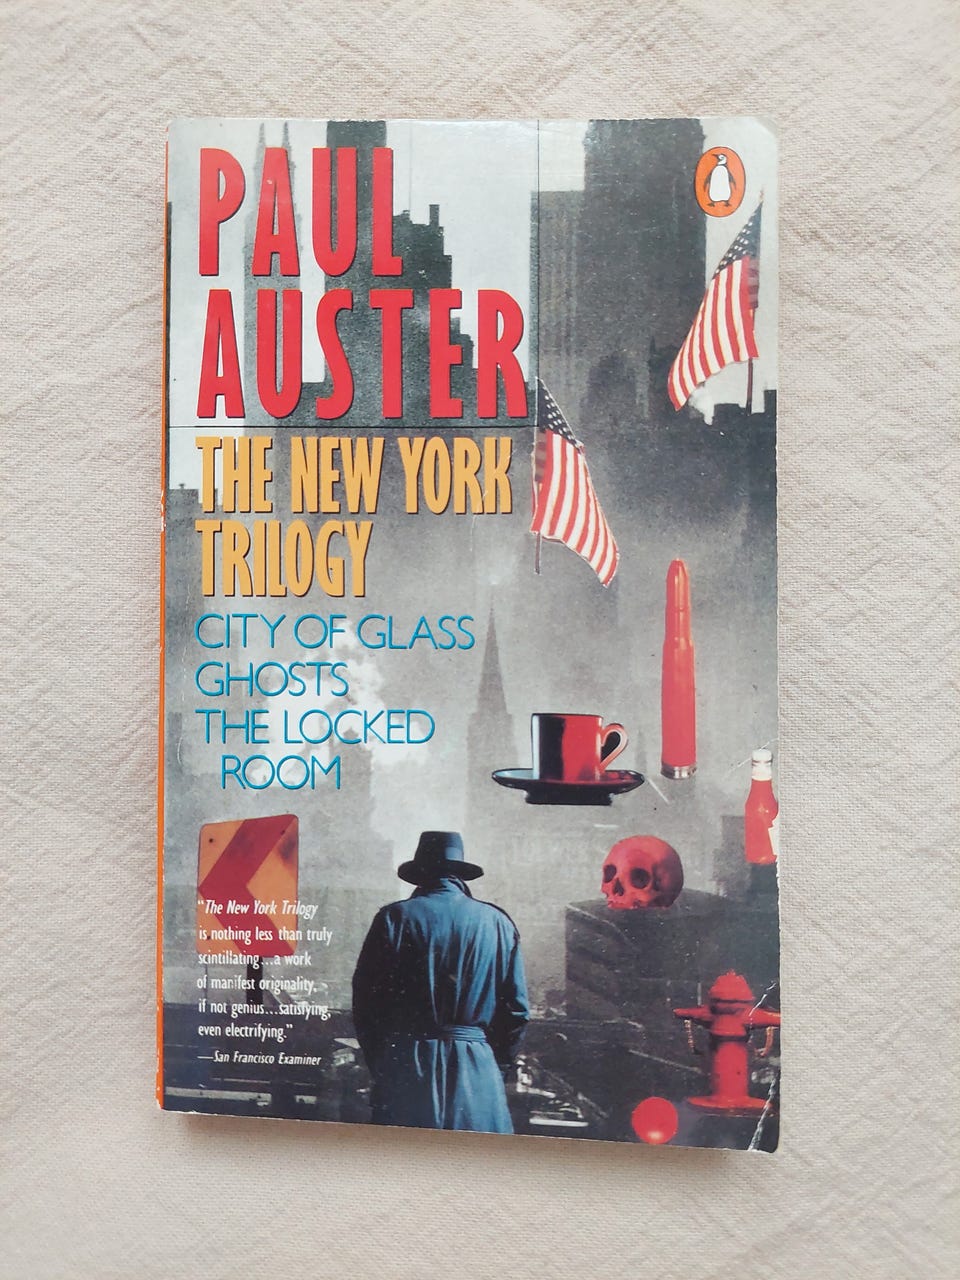 PAUL
AUSTER
THE NEW YORK
TRILOGY
CITY OF GLASS
GHOSTS
THE LOCKED
ROOM
“The New York Trilogy
is nothing less than truly
scintillating...a work
of manifest originality,
if not genius...satisfying,
even electrifying.”
—San Francisco Examiner